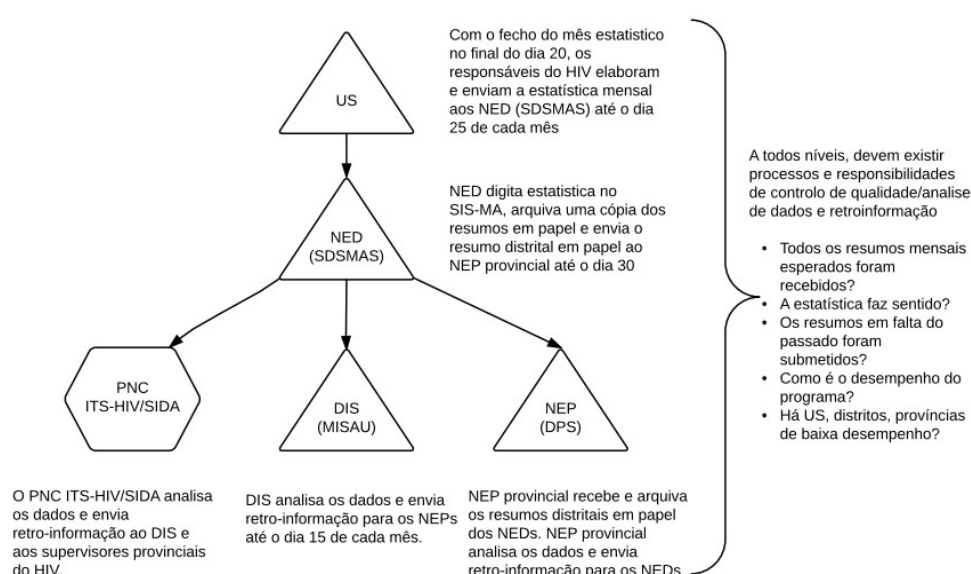 US
Com o fecho do mês estatistico
no final do dia 20, os
responsáveis do HIV elaboram
e enviam a estatística mensal
aos NED (SDSMAS) até o dia
25 de cada mês
NED
(SDSMAS)
NED digita estatistica no
SIS-MA, arquiva uma cópia dos
resumos em papel e envia o
resumo distrital em papel ao
NEP provincial até o dia 30
PNC
ITS-HIV/SIDA
DIS
(MISAU)
NEP
(DPS)
O PNC ITS-HIV/SIDA analisa
os dados e envia
retro-informação ao DIS e
aos supervisores provinciais
do HIV.
DIS analisa os dados e envia
retro-informação para os NEPs
até o dia 15 de cada mês.
NEP provincial recebe e arquiva
os resumos distritais em papel
dos NEDs. NEP provincial
analisa os dados e envia
retro-informação para os NEDs.
A todos níveis, devem existir
processos e responsibilidades
de controlo de qualidade/analise
de dados e retroinformação
• Todos os resumos mensais
esperados foram
recebidos?
• A estatística faz sentido?
• Os resumos em falta do
passado foram
submetidos?
• Como é o desempenho do
programa?
• Há US, distritos, províncias
de baixa desempenho?